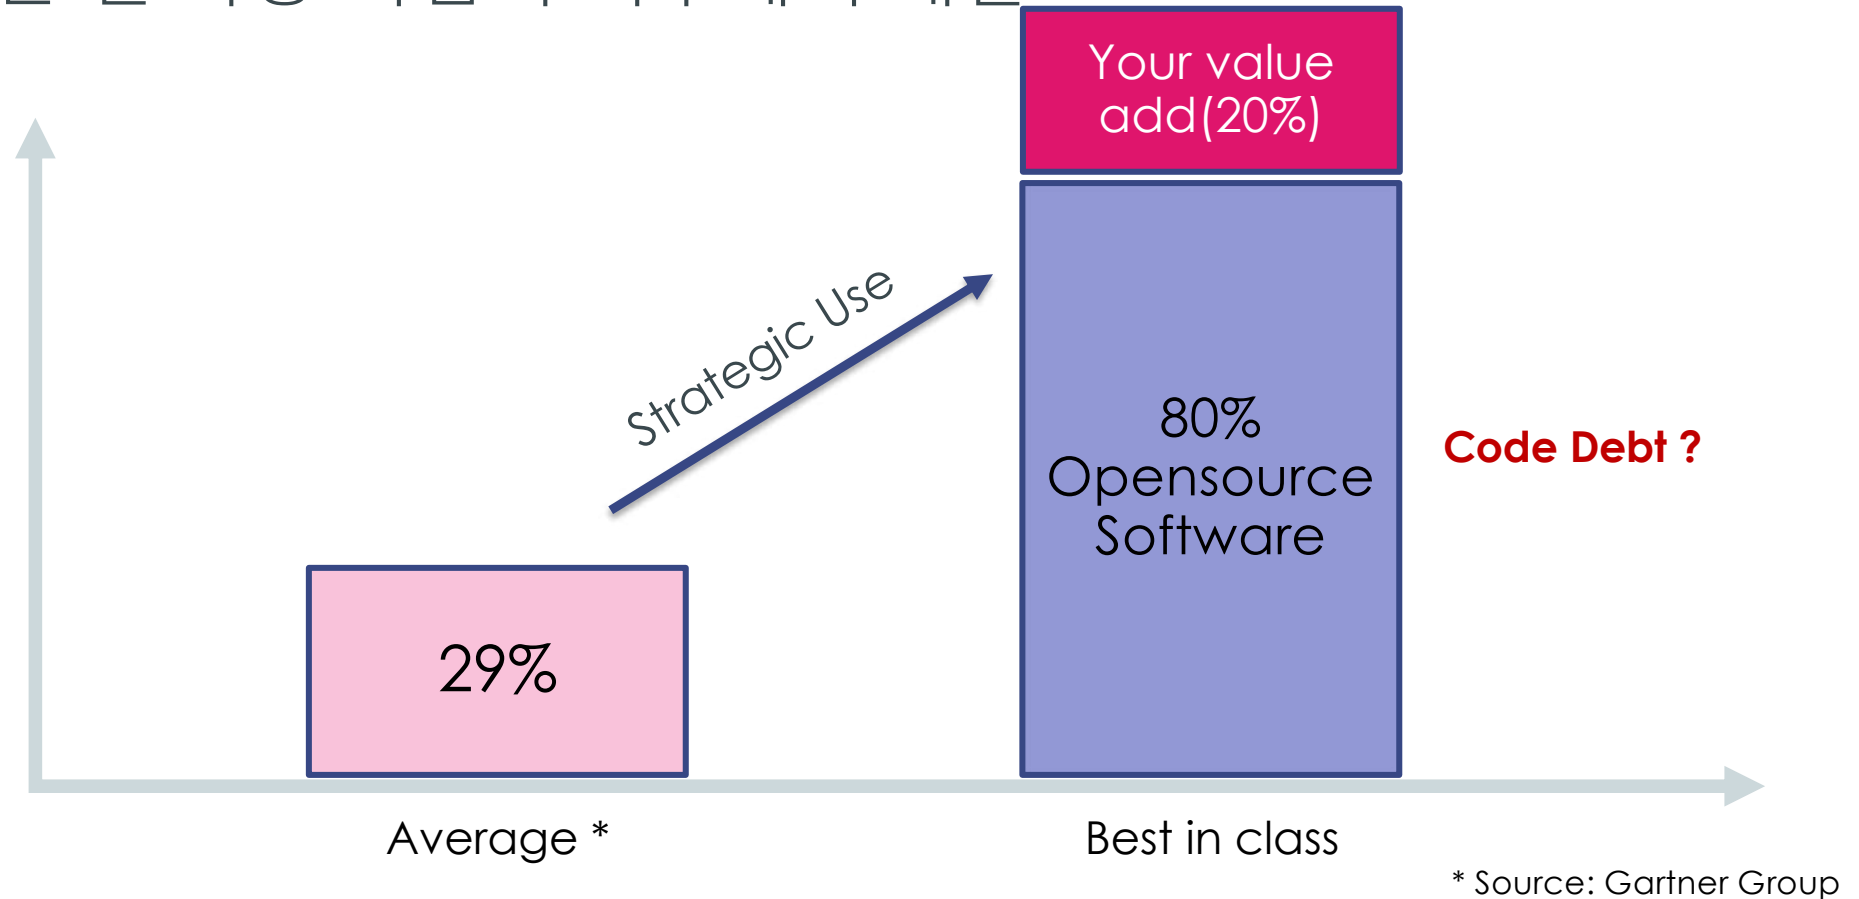 Your value
add(20%)
Strategic Use
80%
Opensource
Software
Code Debt ?
29%
Average *
Best in class
* Source: Gartner Group